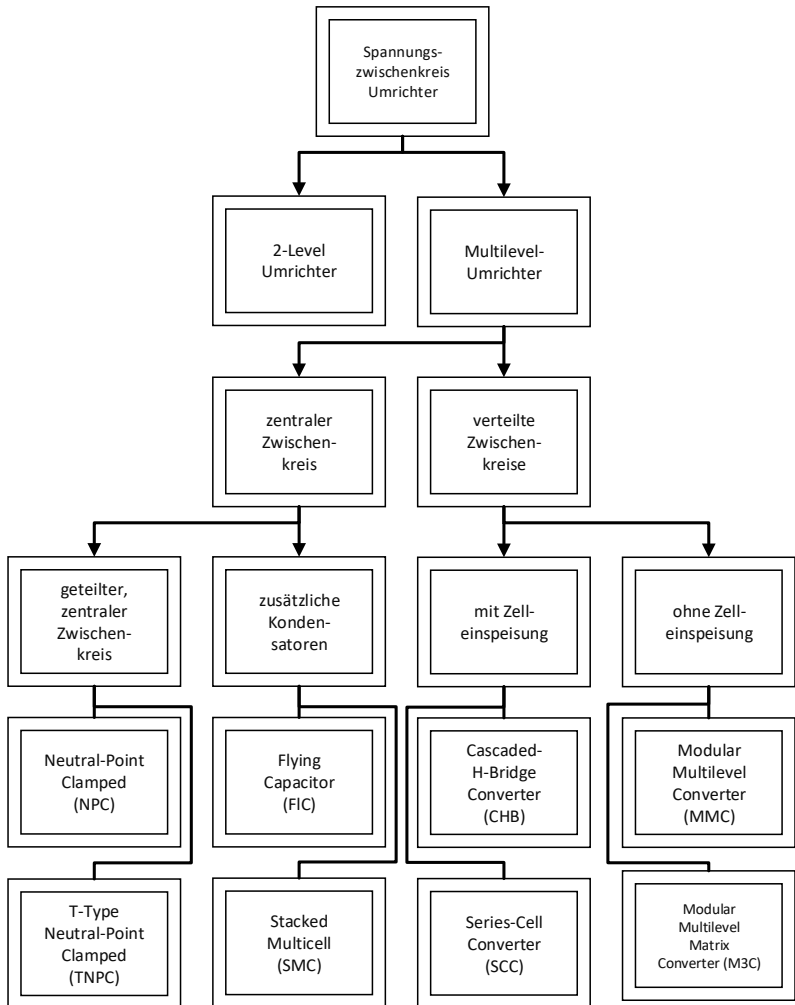 Spannungs-
zwischenkreis
Umrichter
2-Level
Umrichter
Multilevel-
Umrichter
zentraler
Zwischen-
kreis
verteilte
Zwischen-
kreise
geteilter,
zentraler
Zwischen-
kreis
zusätzliche
Konden-
satoren
mit Zell-
einspeisung
ohne Zell-
einspeisung
Neutral-Point
Clamped
(NPC)
Flying
Capacitor
(FlC)
Cascaded-
H-Bridge
Converter
(CHB)
Modular
Multilevel
Converter
(MMC)
T-Type
Neutral-Point
Clamped
(TNPC)
Stacked
Multicell
(SMC)
Series-Cell
Converter
(SCC)
Modular
Multilevel
Matrix
Converter (M3C)